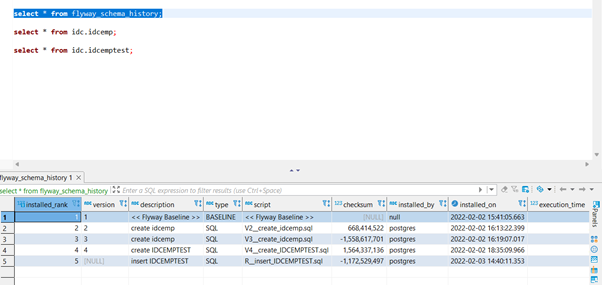 select * from flyway_schema_history;
select * from idc.idcemp;
select * from idc.idcemptest;
flyway_schema_history 1
select * from flyway_schema_history Enter a SQL expression to filter results (use Ctrl+Space)
installed_rank version description type script checksum installed_by installed_on execution_time
1 1 1 << Flyway Baseline >> BASELINE << Flyway Baseline >> [NULL] null 2022-02-02 15:41:05.663
2 2 2 create idcemp SQL V2__create_idcemp.sql 668,414,522 postgres 2022-02-02 16:13:22.399
3 3 3 create idcemp SQL V3__create_idcemp.sql -1,558,617,701 postgres 2022-02-02 16:19:07.017
4 4 4 create IDCEMPTEST SQL V4__create_IDCEMPTEST.sql 1,564,337,136 postgres 2022-02-02 18:35:09.966
5 5 [NULL] insert IDCEMPTEST SQL R__insert_IDCEMPTEST.sql -1,172,529,497 postgres 2022-02-03 14:40:11.353
Panels